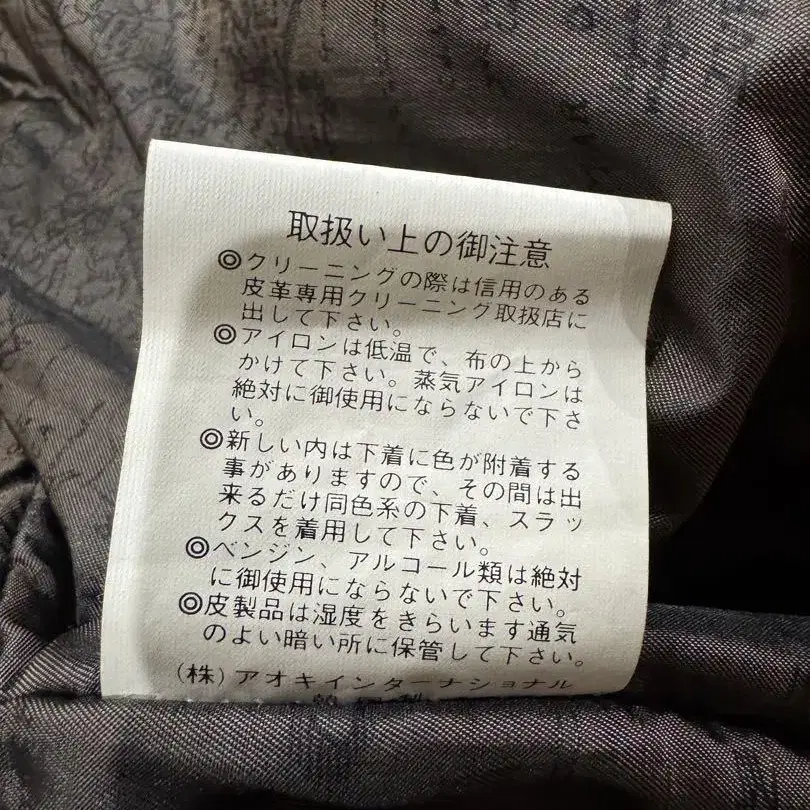 取扱い上の御注意
◎クリーニングの際は信用のある
皮革専用クリーニング取扱店に
出して下さい。
◎アイロンは低温で、布の上から
かけて下さい。蒸気アイロンは
絶対に御使用にならないで下さ
い。
◎新しい内は下着に色が附着する
事がありますので、その間は出
来るだけ同色系の下着、スラッ
クスを着用して下さい。
◎ベンジン、アルコール類は絶対
に御使用にならないで下さい。
◎皮製品は湿度をきらいます通気
のよい暗い所に保管して下さい。
(株)アオキインターナショナル